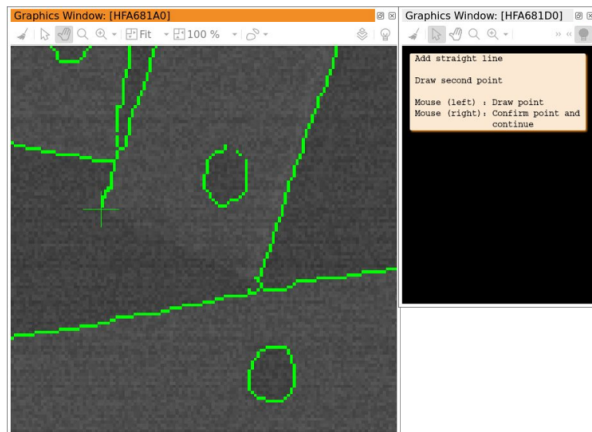 Graphics Window: [HFA681A0]
Fit
100 %
Graphics Window: [HFA681D0]
Add straight line
Draw second point
Mouse (left) : Draw point
Mouse (right): Confirm point and
continue